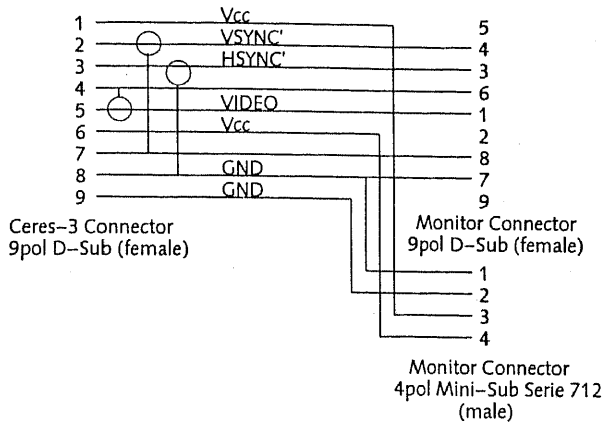 1 Vcc 5
2 VSYNC' 4
3 HSYNC' 3
4 6
5 VIDEO 1
6 Vcc 2
7 8
8 GND 7
9 GND 9
Ceres-3 Connector
9pol D-Sub (female)
Monitor Connector
9pol D-Sub (female)
1
2
3
4
Monitor Connector
4pol Mini-Sub Serie 712
(male)